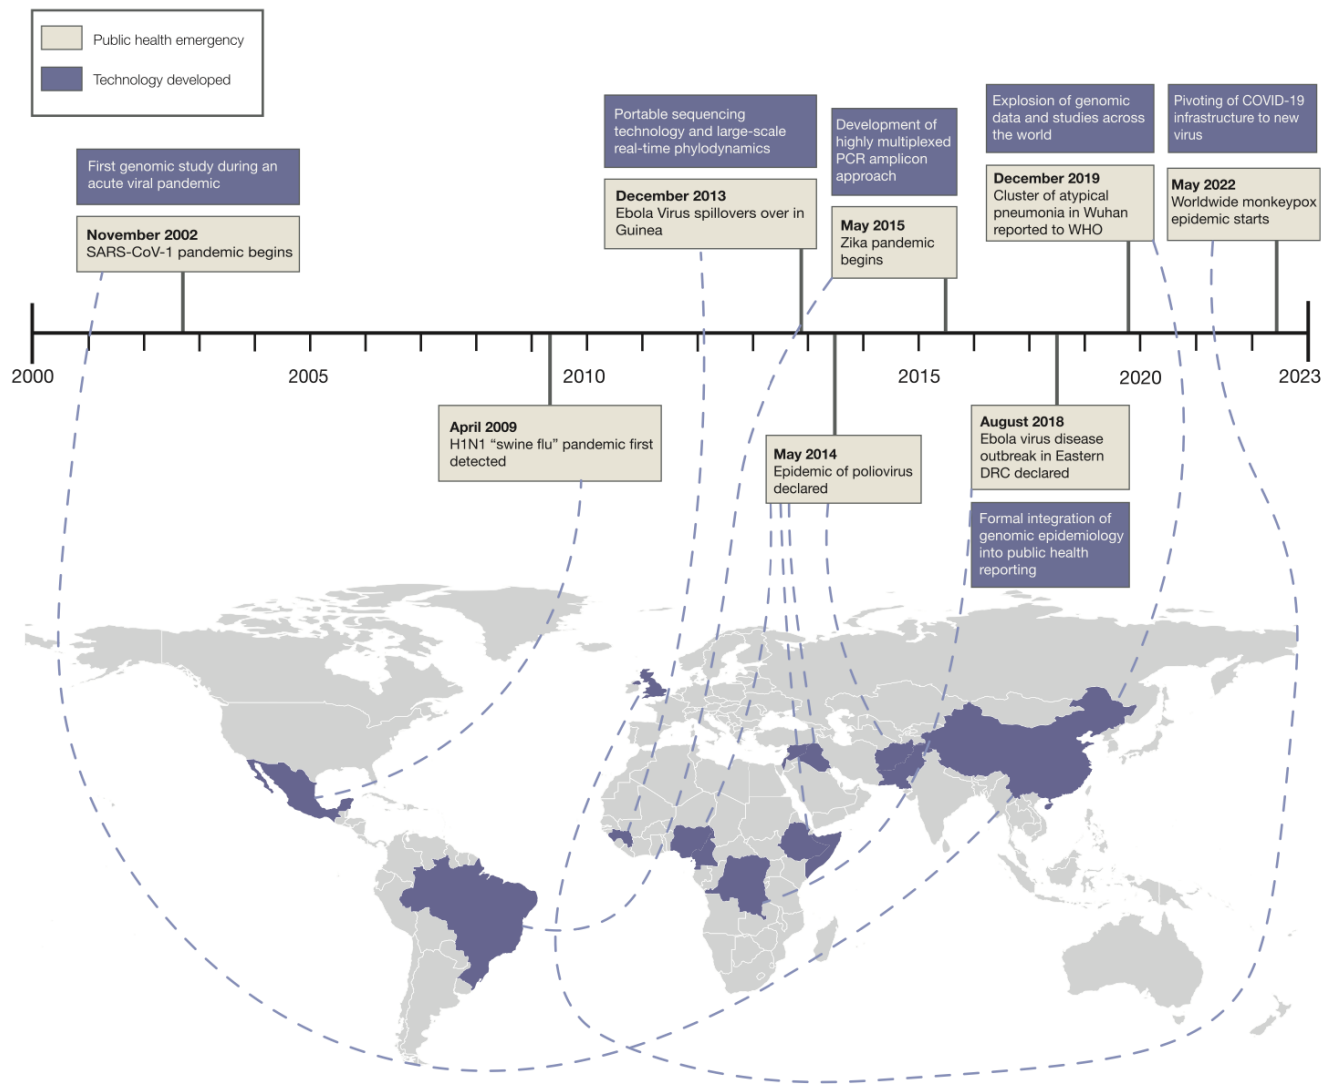 Public health emergency
Technology developed
First genomic study during an
acute viral pandemic
November 2002
SARS-CoV-1 pandemic begins
Portable sequencing
technology and large-scale
real-time phylodynamics
December 2013
Ebola Virus spillovers over in
Guinea
Development of
highly multiplexed
PCR amplicon
approach
May 2015
Zika pandemic
begins
Explosion of genomic
data and studies across
the world
December 2019
Cluster of atypical
pneumonia in Wuhan
reported to WHO
Pivoting of COVID-19
infrastructure to new
virus
May 2022
Worldwide monkeypox
epidemic starts
2000
2005
2010
2015
2020
2023
April 2009
H1N1 “swine flu” pandemic first
detected
May 2014
Epidemic of poliovirus
declared
August 2018
Ebola virus disease
outbreak in Eastern
DRC declared
Formal integration of
genomic epidemiology
into public health
reporting